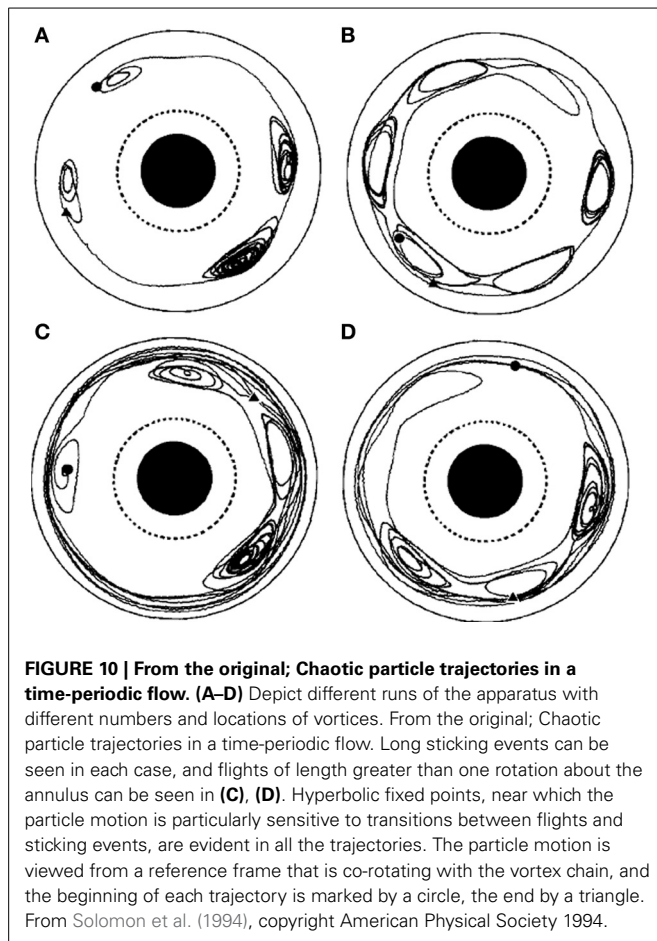 A
B
C
D
FIGURE 10 | From the original; Chaotic particle trajectories in a
time-periodic flow. (A–D) Depict different runs of the apparatus with
different numbers and locations of vortices. From the original; Chaotic
particle trajectories in a time-periodic flow. Long sticking events can be
seen in each case, and flights of length greater than one rotation about the
annulus can be seen in (C), (D). Hyperbolic fixed points, near which the
particle motion is particularly sensitive to transitions between flights and
sticking events, are evident in all the trajectories. The particle motion is
viewed from a reference frame that is co-rotating with the vortex chain, and
the beginning of each trajectory is marked by a circle, the end by a triangle.
From Solomon et al. (1994), copyright American Physical Society 1994.